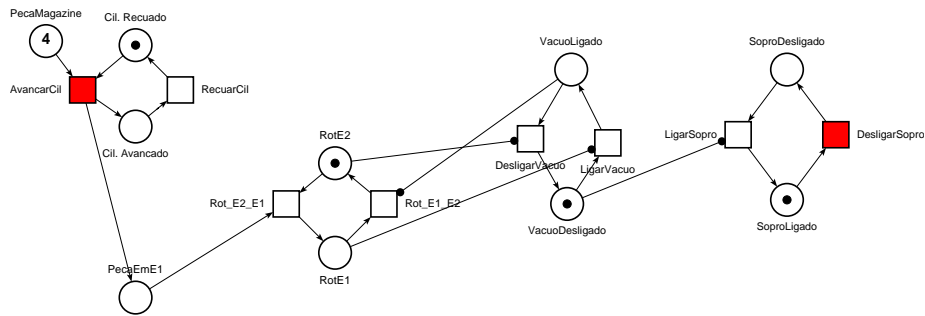 PecaMagazine
Cil. Recuado
4
AvancarCil
RecuarCil
Cil. Avancado
VacuoLigado
SoproDesligado
RotE2
DesligarVacuo
LigarVacuo
LigarSopro
DesligarSopro
Rot_E2_E1
Rot_E1_E2
VacuoDesligado
SoproLigado
PecaEmE1
RotE1